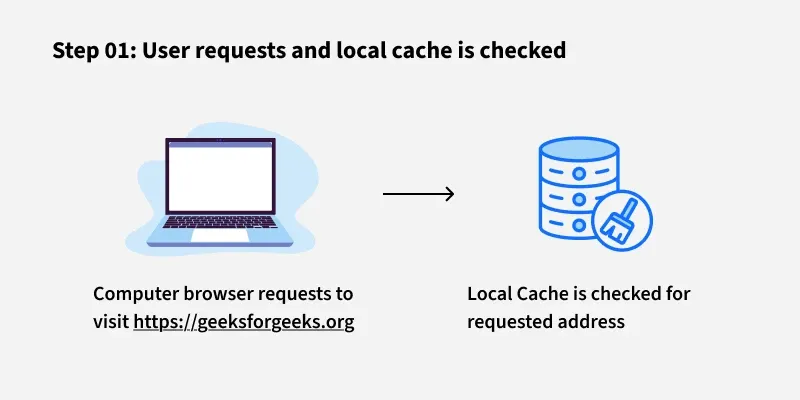 Step 01: User requests and local cache is checked
Computer browser requests to
visit https://geeksforgeeks.org
Local Cache is checked for
requested address